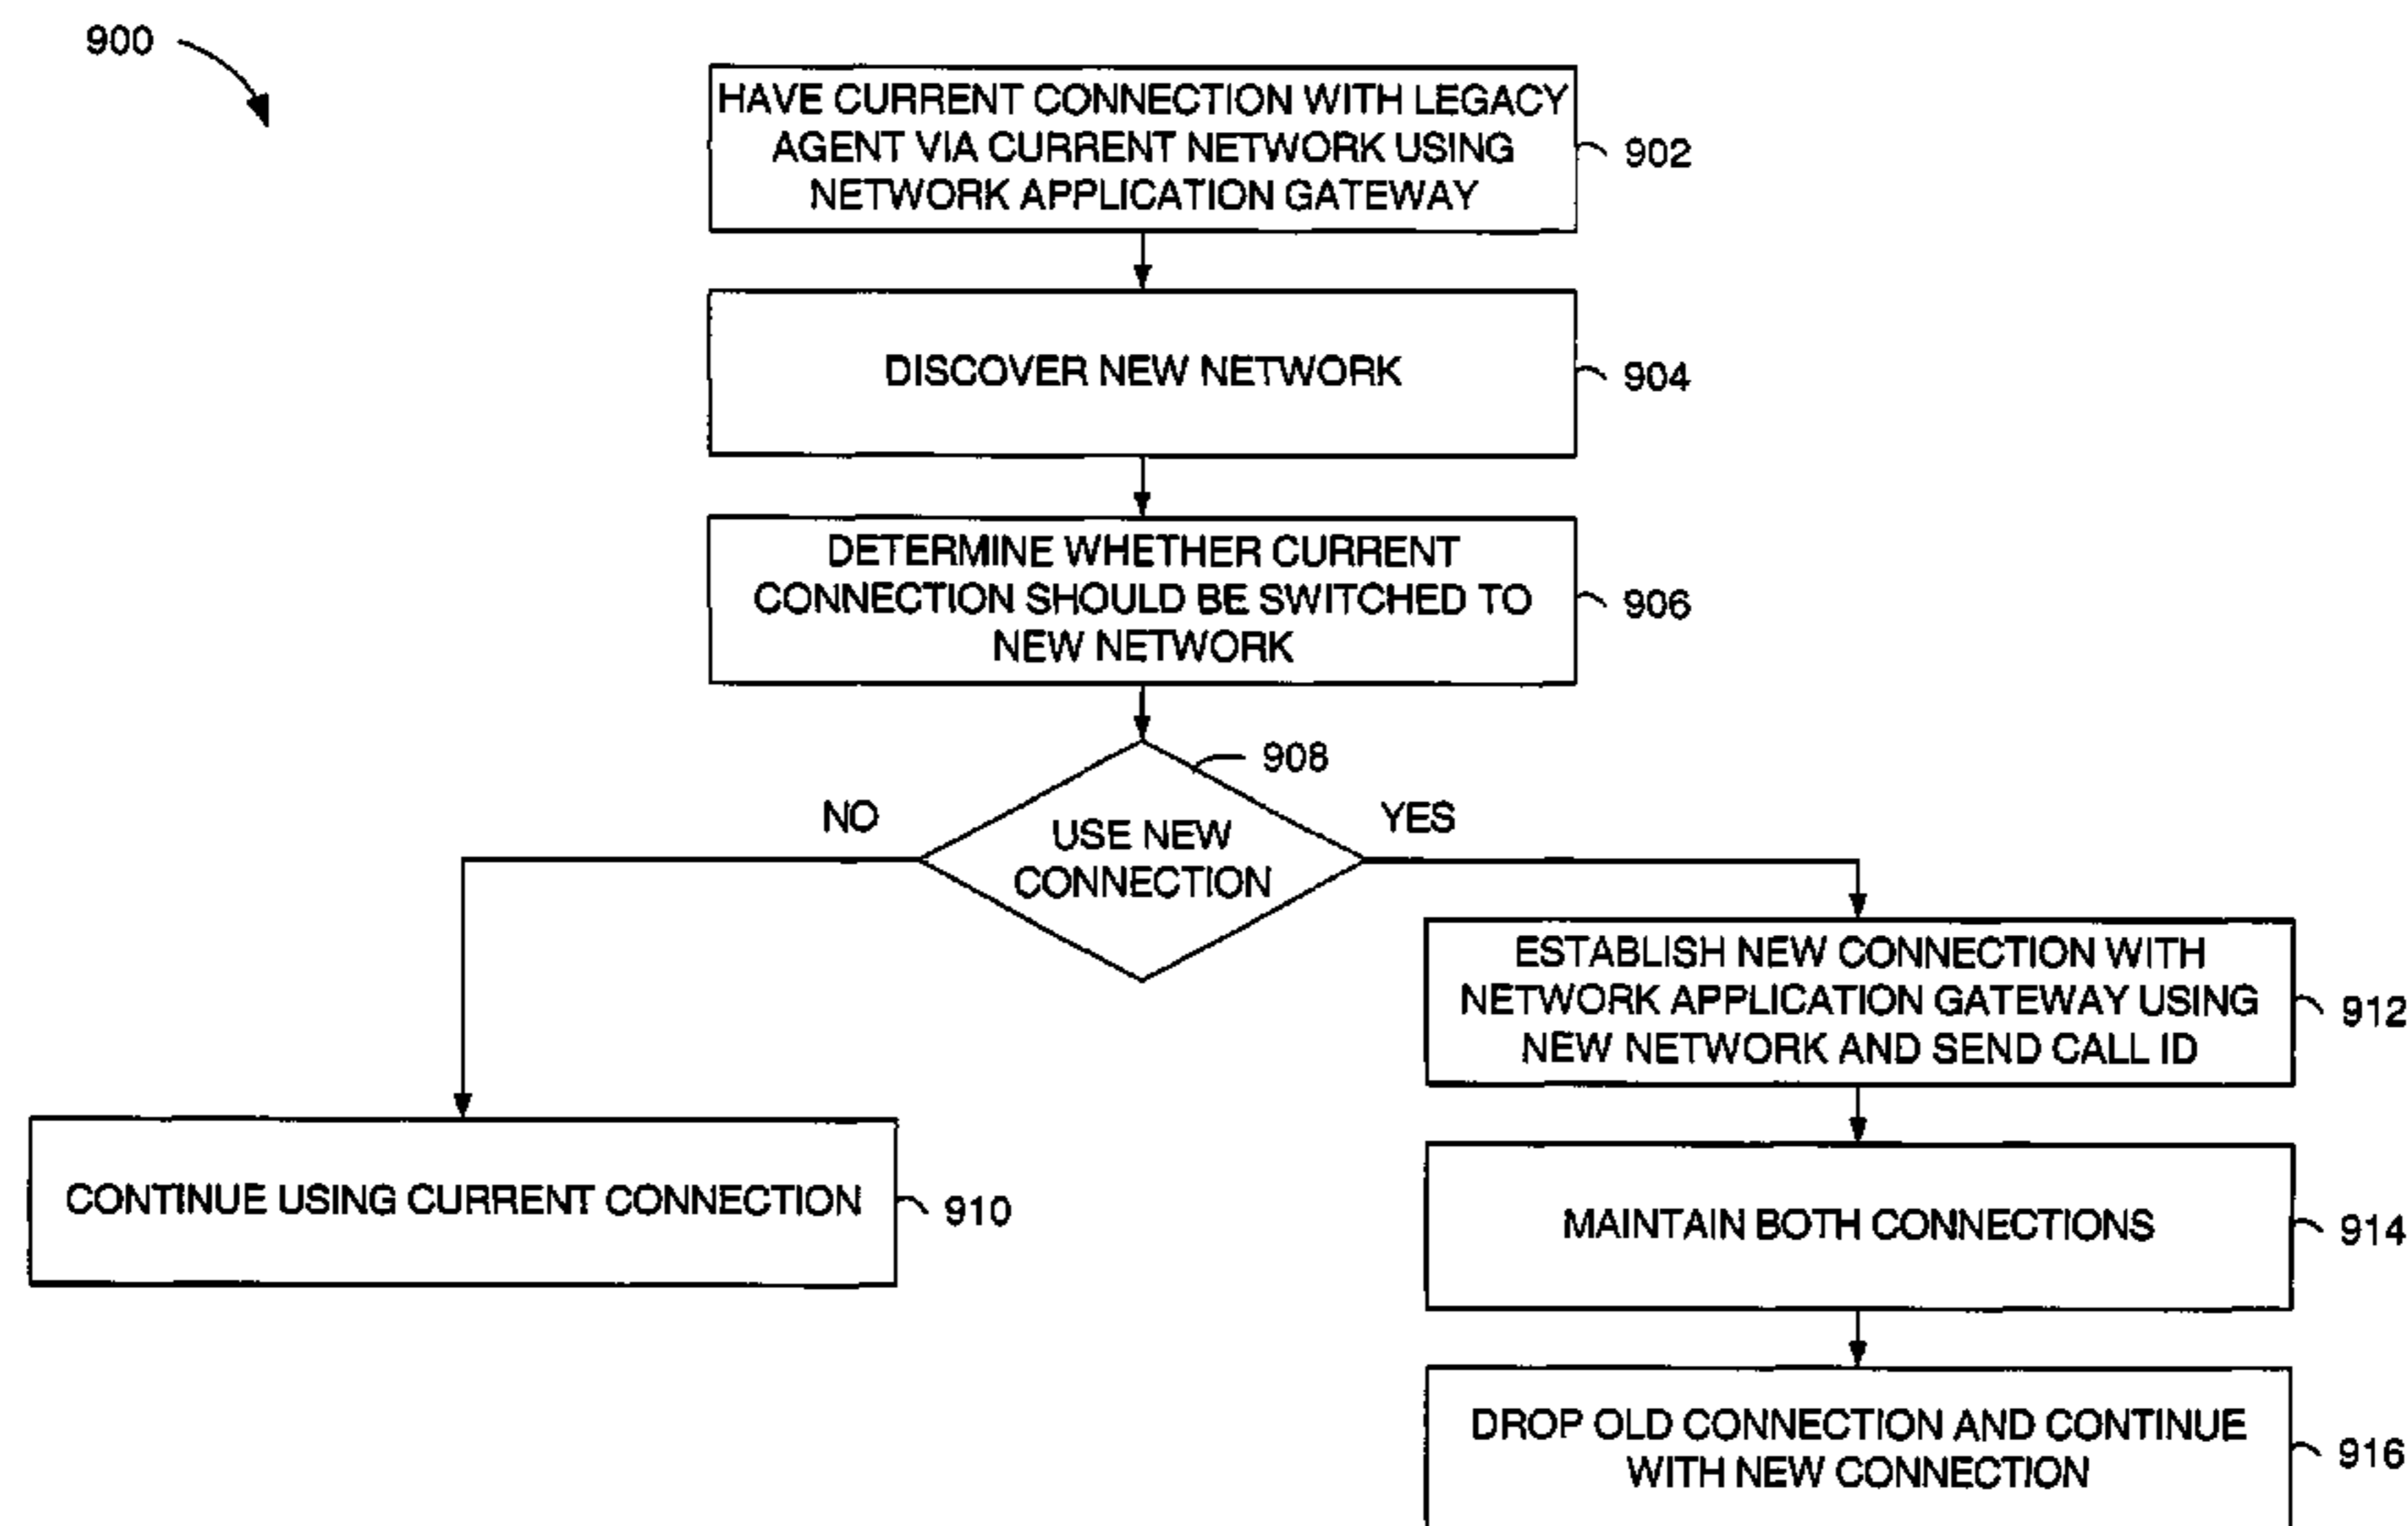 900
HAVE CURRENT CONNECTION WITH LEGACY
AGENT VIA CURRENT NETWORK USING
NETWORK APPLICATION GATEWAY
902
DISCOVER NEW NETWORK
904
DETERMINE WHETHER CURRENT
CONNECTION SHOULD BE SWITCHED TO
NEW NETWORK
906
908
NO
YES
USE NEW
CONNECTION
ESTABLISH NEW CONNECTION WITH
NETWORK APPLICATION GATEWAY USING
NEW NETWORK AND SEND CALL ID
912
CONTINUE USING CURRENT CONNECTION
910
MAINTAIN BOTH CONNECTIONS
914
DROP OLD CONNECTION AND CONTINUE
WITH NEW CONNECTION
916